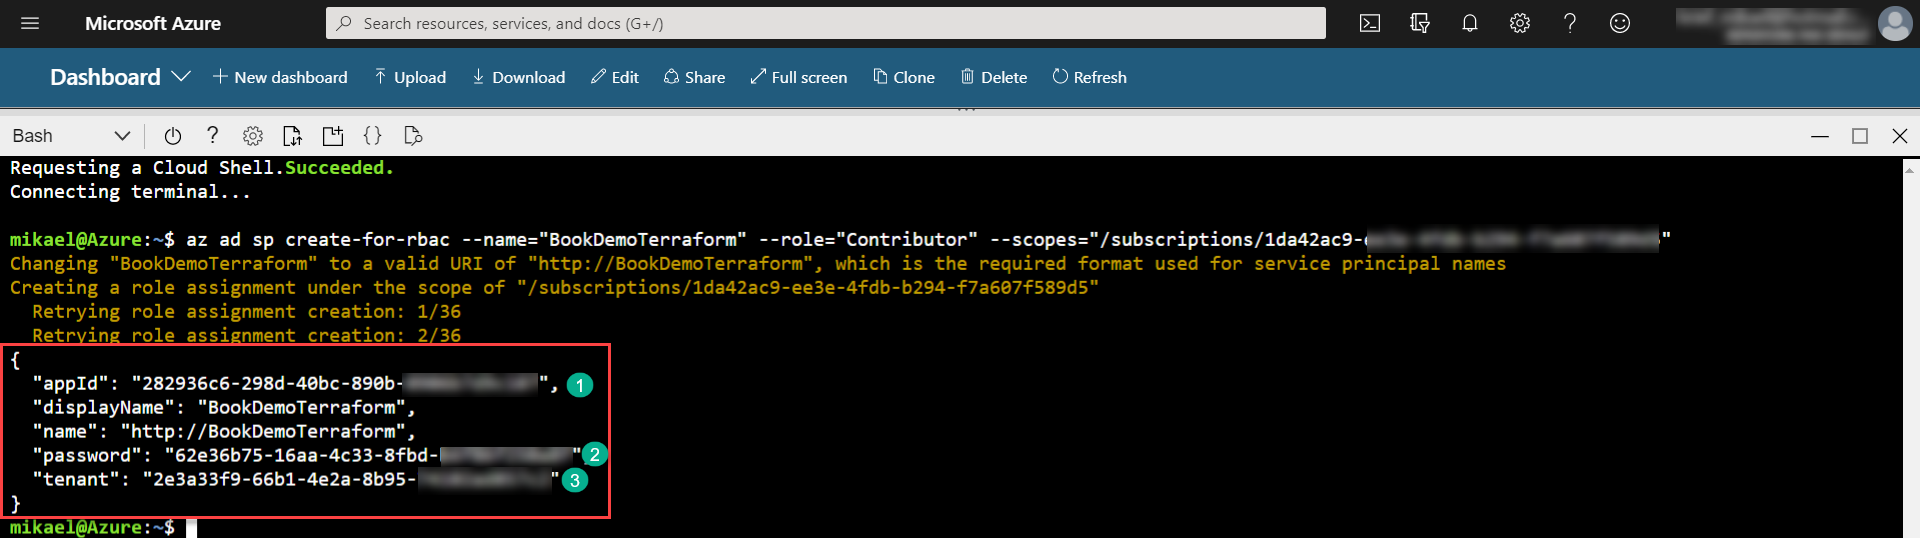 Microsoft Azure
Search resources, services, and docs (G+/)
Dashboard
New dashboard
Upload
Download
Edit
Share
Full screen
Clone
Delete
Refresh
Bash
Requesting a Cloud Shell.Succeeded.
Connecting terminal...
mikael@Azure:~$ az ad sp create-for-rbac --name="BookDemoTerraform" --role="Contributor" --scopes="/subscriptions/1da42ac9-"
Changing "BookDemoTerraform" to a valid URI of "http://BookDemoTerraform", which is the required format used for service principal names
Creating a role assignment under the scope of "/subscriptions/1da42ac9-ee3e-4fdb-b294-f7a607f589d5"
Retrying role assignment creation: 1/36
Retrying role assignment creation: 2/36
{
"appId": "282936c6-298d-40bc-890b-", 1
"displayName": "BookDemoTerraform",
"name": "http://BookDemoTerraform",
"password": "62e36b75-16aa-4c33-8fbd-" 2
"tenant": "2e3a33f9-66b1-4e2a-8b95-" 3
}
mikael@Azure:~$